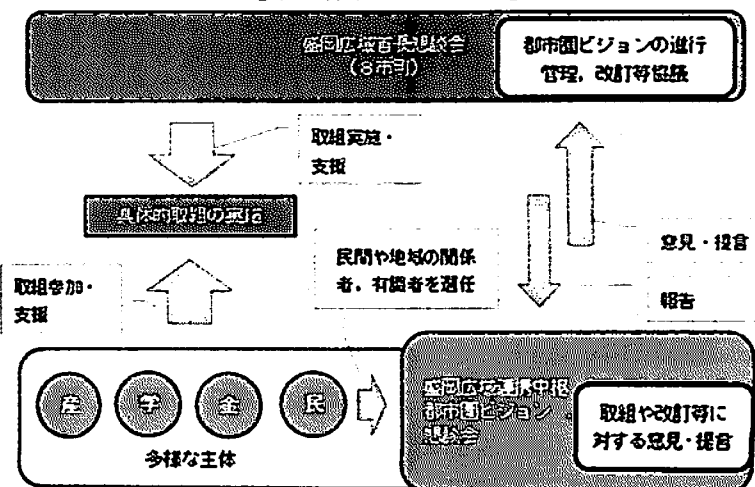 盛岡広域首長懇談会
（8市町）
都市圏ビジョンの進行
管理，改訂等協議
取組実施・
支援
具体的取組の実施
民間や地域の関係
者，有識者を選任
意見・提言
報告
取組参加・
支援
産 学 金 民
多様な主体
盛岡広域連携中枢
都市圏ビジョン
懇談会
取組や改訂等に
対する意見・提言